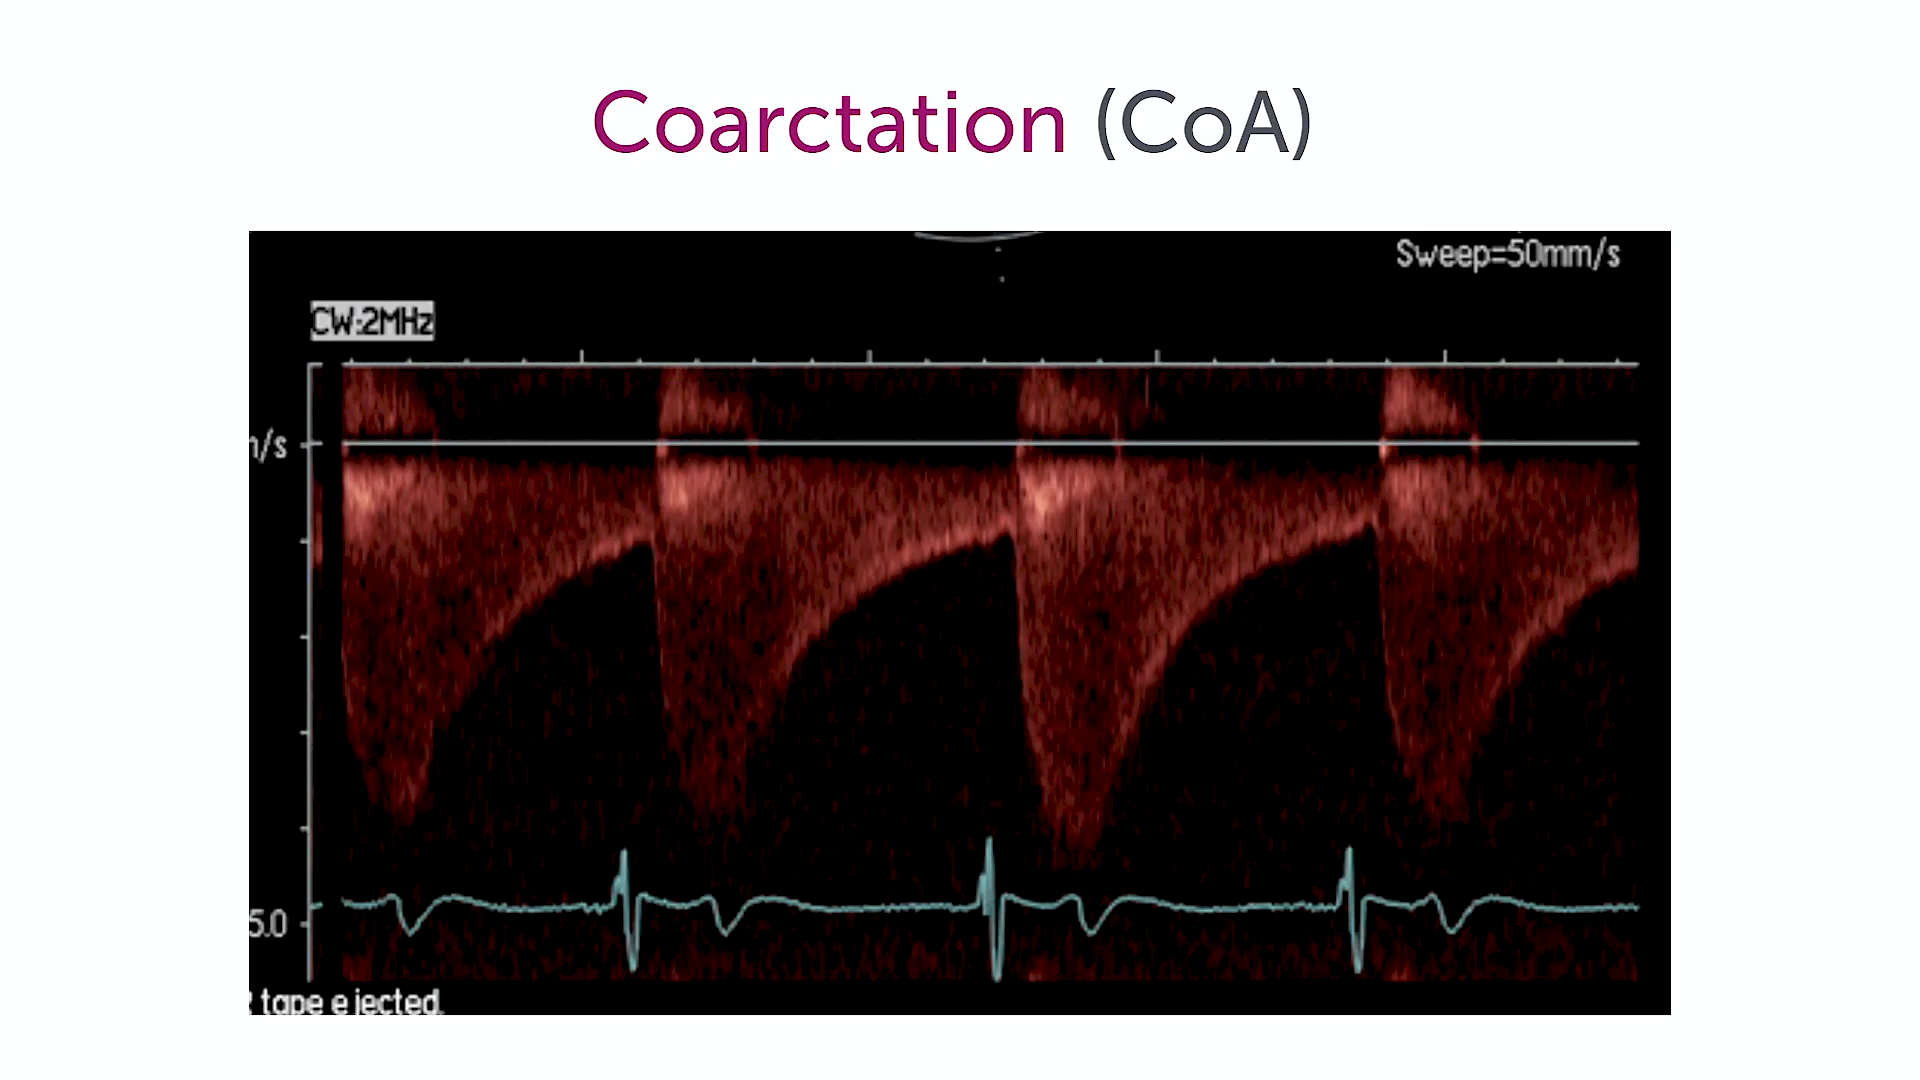 Coarctation (CoA)
Sweep=50mm/s
CW:2MHz
/s
5.0
tape ejected.